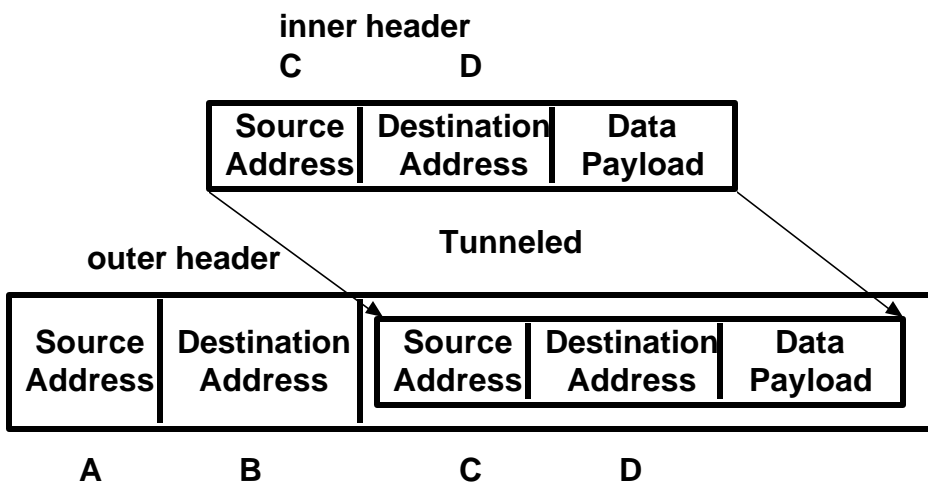 inner header
C D
Source Destination Data
Address Address Payload
Tunneled
outer header
Source Destination Source Destination Data
Address Address Address Address Payload
A B C D